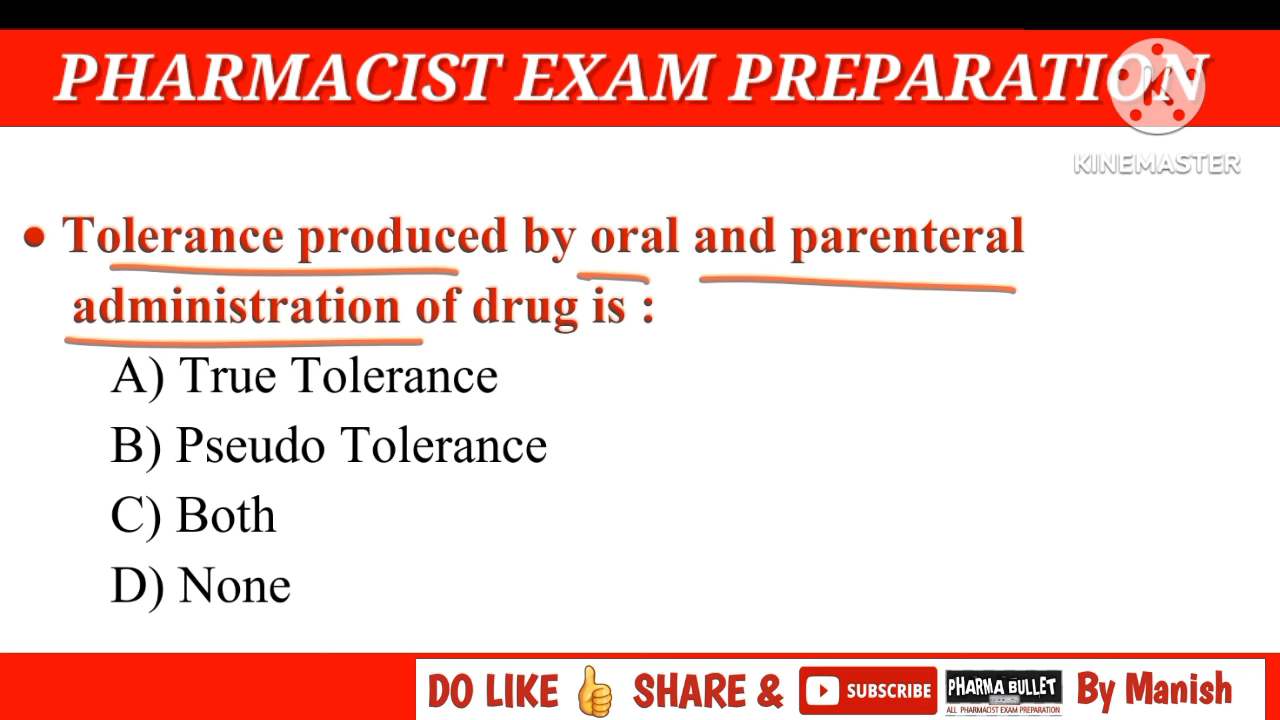 PHARMACIST EXAM PREPARATION
KINEMASTER
• Tolerance produced by oral and parenteral
administration of drug is :
A) True Tolerance
B) Pseudo Tolerance
C) Both
D) None
DO LIKE SHARE & SUBSCRIBE PHARMA BULLET By Manish
ALL PHARMACIST EXAM PREPARATION